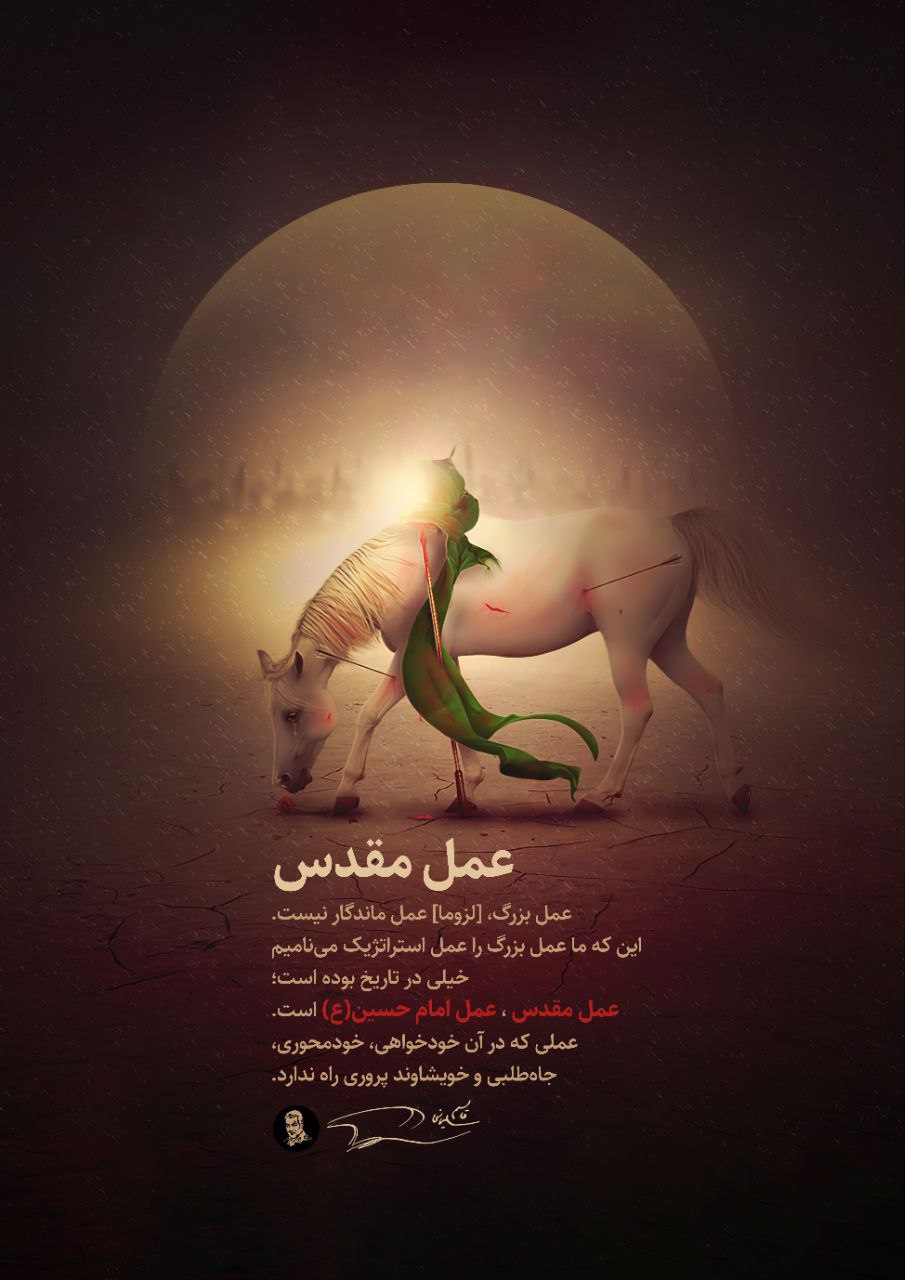 عمل مقدس
عمل بزرگ، [لزوما] عمل ماندگار نیست.
این که ما عمل بزرگ را عمل استراتژیک می‌نامیم
خیلی در تاریخ بوده است؛
عمل مقدس ، عمل امام حسین(ع) است.
عملی که در آن خودخواهی، خودمحوری،
جاه‌طلبی و خویشاوند پروری راه ندارد.